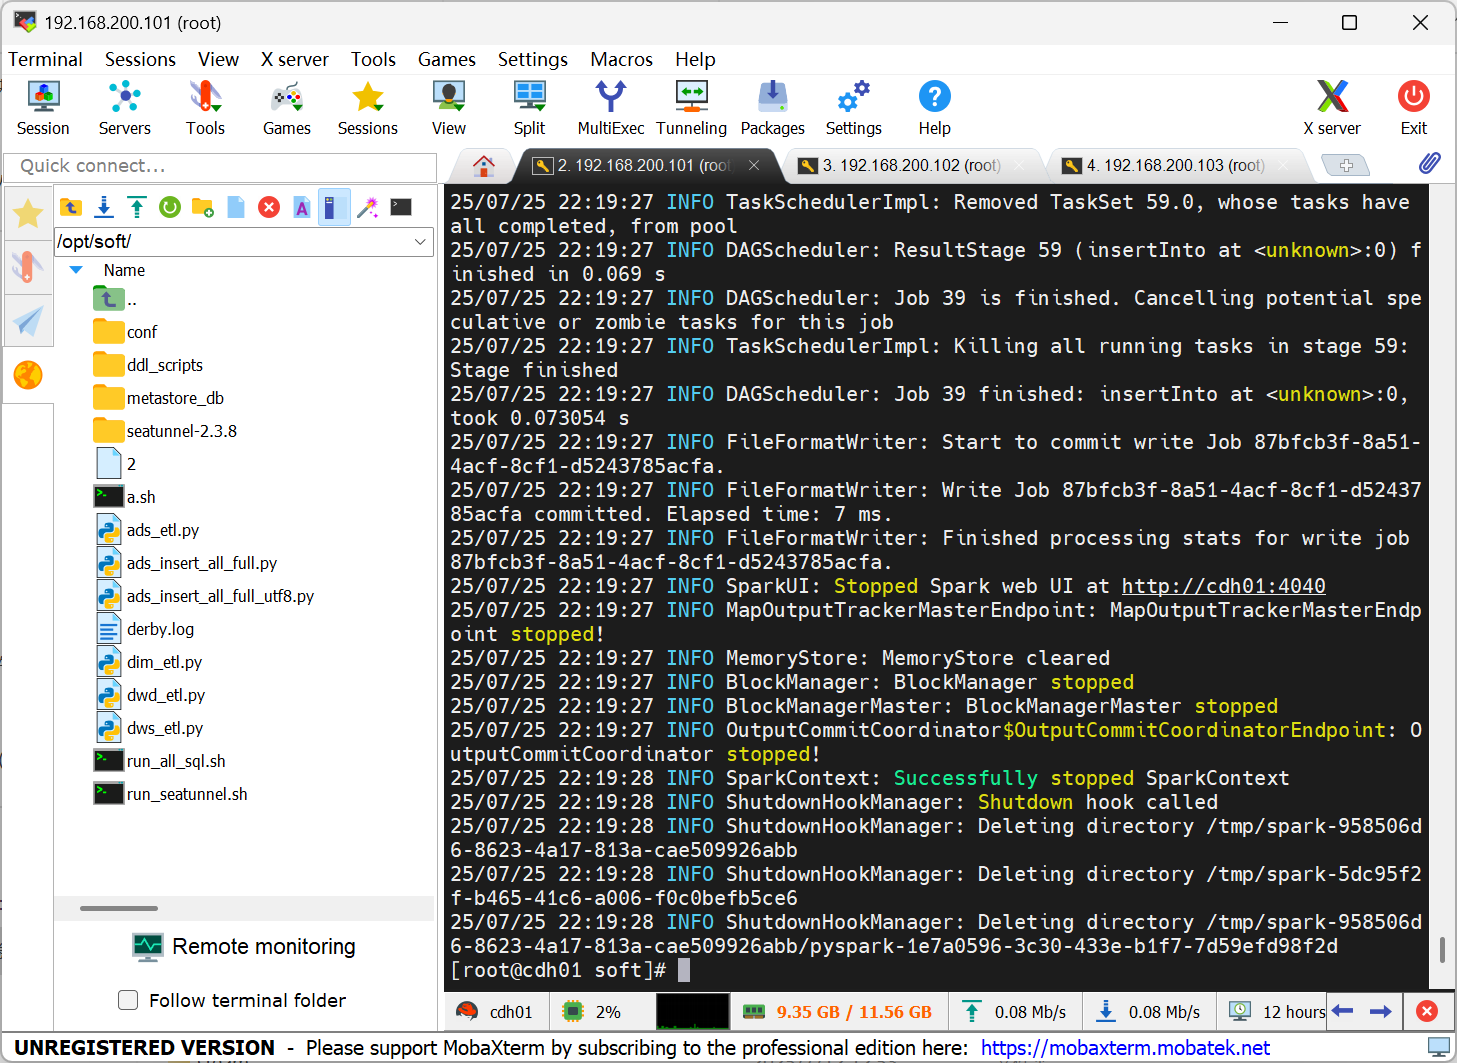 192.168.200.101 (root)
Terminal Sessions View X server Tools Games Settings Macros Help
Session Servers Tools Games Sessions View Split MultiExec Tunneling Packages Settings Help X server Exit
Quick connect...
2. 192.168.200.101 (root
3. 192.168.200.102 (root)
4. 192.168.200.103 (root)
/opt/soft/
Name
..
conf
ddl_scripts
metastore_db
seatunnel-2.3.8
2
a.sh
ads_etl.py
ads_insert_all_full.py
ads_insert_all_full_utf8.py
derby.log
dim_etl.py
dwd_etl.py
dws_etl.py
run_all_sql.sh
run_seatunnel.sh
Remote monitoring
Follow terminal folder
25/07/25 22:19:27 INFO TaskSchedulerImpl: Removed TaskSet 59.0, whose tasks have
all completed, from pool
25/07/25 22:19:27 INFO DAGScheduler: ResultStage 59 (insertInto at <unknown>:0) f
inished in 0.069 s
25/07/25 22:19:27 INFO DAGScheduler: Job 39 is finished. Cancelling potential spe
culative or zombie tasks for this job
25/07/25 22:19:27 INFO TaskSchedulerImpl: Killing all running tasks in stage 59:
Stage finished
25/07/25 22:19:27 INFO DAGScheduler: Job 39 finished: insertInto at <unknown>:0,
took 0.073054 s
25/07/25 22:19:27 INFO FileFormatWriter: Start to commit write Job 87bfcb3f-8a51-
4acf-8cf1-d5243785acfa.
25/07/25 22:19:27 INFO FileFormatWriter: Write Job 87bfcb3f-8a51-4acf-8cf1-d52437
85acfa committed. Elapsed time: 7 ms.
25/07/25 22:19:27 INFO FileFormatWriter: Finished processing stats for write job
87bfcb3f-8a51-4acf-8cf1-d5243785acfa.
25/07/25 22:19:27 INFO SparkUI: Stopped Spark web UI at http://cdh01:4040
25/07/25 22:19:27 INFO MapOutputTrackerMasterEndpoint: MapOutputTrackerMasterEndp
oint stopped!
25/07/25 22:19:27 INFO MemoryStore: MemoryStore cleared
25/07/25 22:19:27 INFO BlockManager: BlockManager stopped
25/07/25 22:19:27 INFO BlockManagerMaster: BlockManagerMaster stopped
25/07/25 22:19:27 INFO OutputCommitCoordinator$OutputCommitCoordinatorEndpoint: O
utputCommitCoordinator stopped!
25/07/25 22:19:28 INFO SparkContext: Successfully stopped SparkContext
25/07/25 22:19:28 INFO ShutdownHookManager: Shutdown hook called
25/07/25 22:19:28 INFO ShutdownHookManager: Deleting directory /tmp/spark-958506d
6-8623-4a17-813a-cae509926abb
25/07/25 22:19:28 INFO ShutdownHookManager: Deleting directory /tmp/spark-5dc95f2
f-b465-41c6-a006-f0c0befb5ce6
25/07/25 22:19:28 INFO ShutdownHookManager: Deleting directory /tmp/spark-958506d
6-8623-4a17-813a-cae509926abb/pyspark-1e7a0596-3c30-433e-b1f7-7d59efd98f2d
[root@cdh01 soft]#
cdh01 2% 9.35 GB / 11.56 GB 0.08 Mb/s 0.08 Mb/s 12 hours
UNREGISTERED VERSION - Please support MobaXterm by subscribing to the professional edition here: https://mobaxterm.mobatek.net